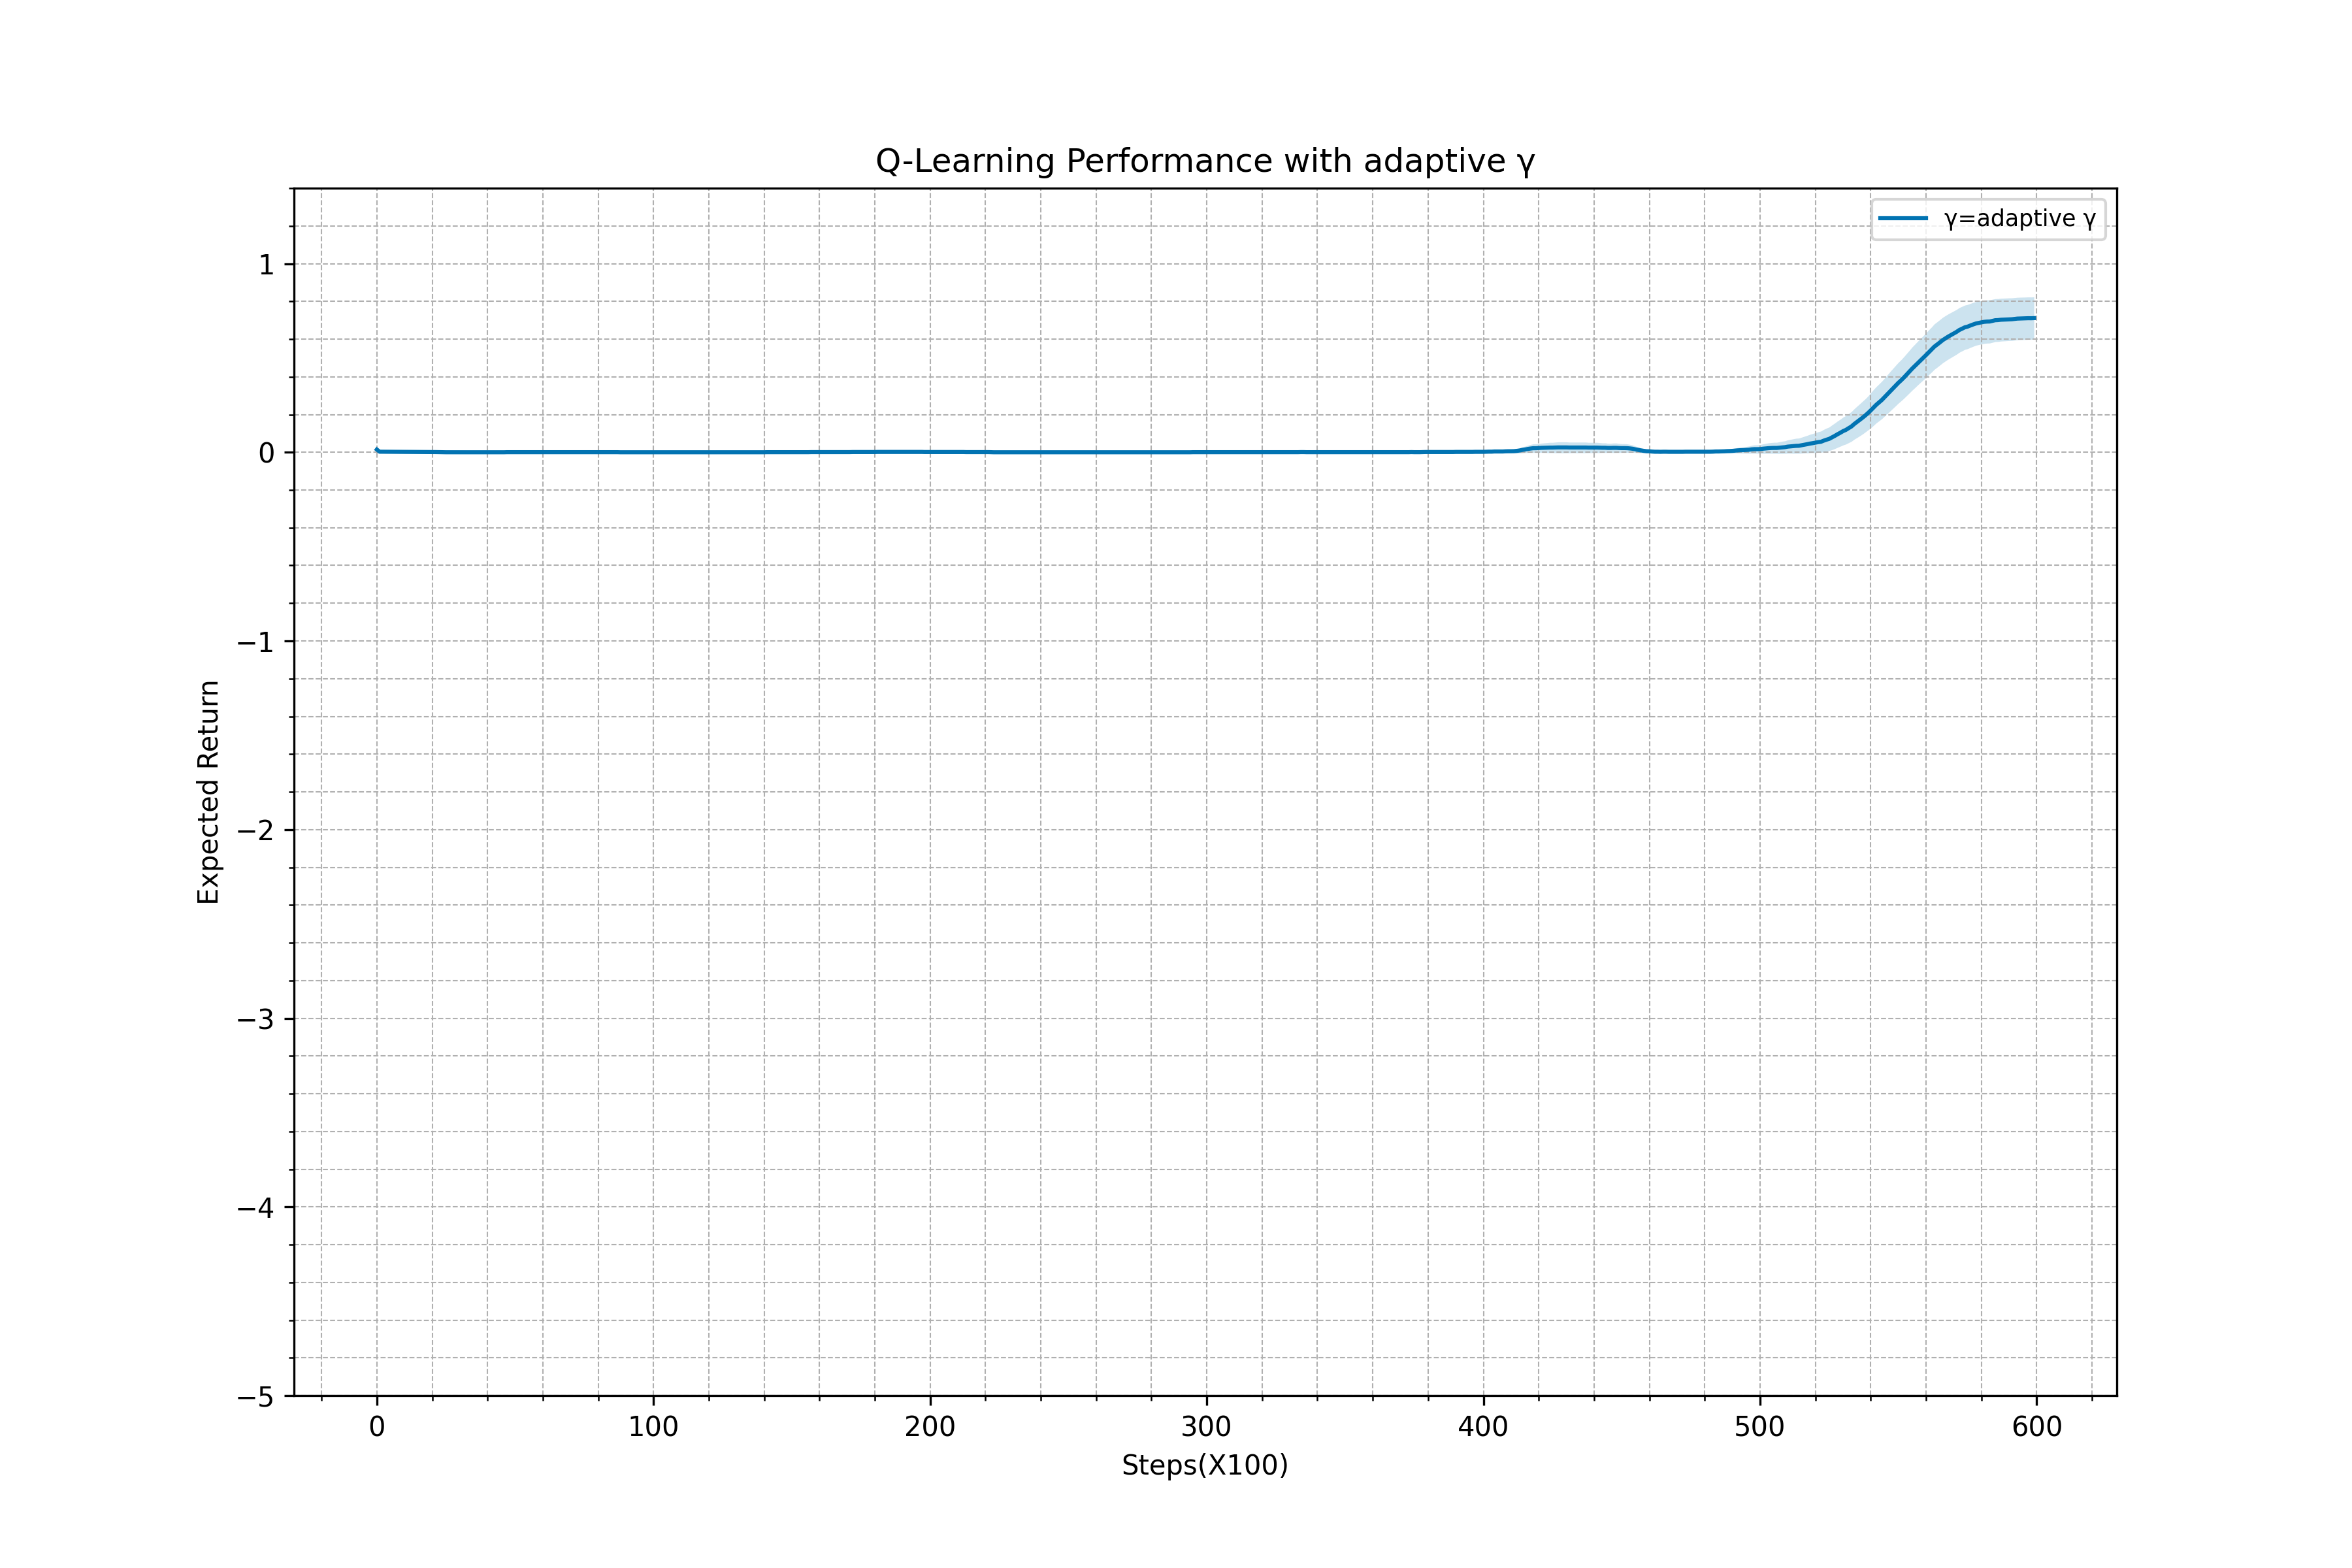 Q-Learning Performance with adaptive γ
γ=adaptive γ
1
0
−1
−2
−3
−4
−5
Expected Return
0 100 200 300 400 500 600
Steps(X100)